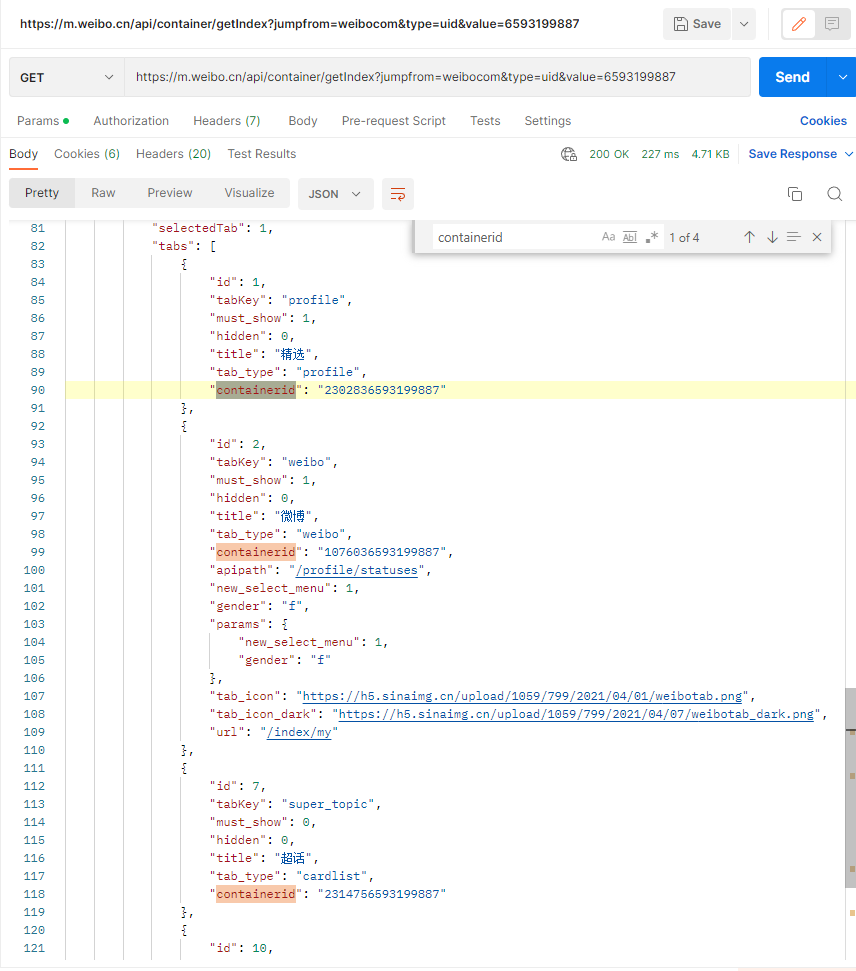 https://m.weibo.cn/api/container/getIndex?jumpfrom=weibocom&type=uid&value=6593199887 Save
GET https://m.weibo.cn/api/container/getIndex?jumpfrom=weibocom&type=uid&value=6593199887 Send
Params Authorization Headers (7) Body Pre-request Script Tests Settings Cookies
Body Cookies (6) Headers (20) Test Results 200 OK 227 ms 4.71 KB Save Response
Pretty Raw Preview Visualize JSON
containerid Aa Abl .* 1 of 4
81 "selectedTab": 1,
82 "tabs": [
83 {
84 "id": 1,
85 "tabKey": "profile",
86 "must_show": 1,
87 "hidden": 0,
88 "title": "精选",
89 "tab_type": "profile",
90 "containerid": "2302836593199887"
91 },
92 {
93 "id": 2,
94 "tabKey": "weibo",
95 "must_show": 1,
96 "hidden": 0,
97 "title": "微博",
98 "tab_type": "weibo",
99 "containerid": "1076036593199887",
100 "apipath": "/profile/statuses",
101 "new_select_menu": 1,
102 "gender": "f",
103 "params": {
104 "new_select_menu": 1,
105 "gender": "f"
106 },
107 "tab_icon": "https://h5.sinaimg.cn/upload/1059/799/2021/04/01/weibotab.png",
108 "tab_icon_dark": "https://h5.sinaimg.cn/upload/1059/799/2021/04/07/weibotab_dark.png",
109 "url": "/index/my"
110 },
111 {
112 "id": 7,
113 "tabKey": "super_topic",
114 "must_show": 0,
115 "hidden": 0,
116 "title": "超话",
117 "tab_type": "cardlist",
118 "containerid": "2314756593199887"
119 },
120 {
121 "id": 10,